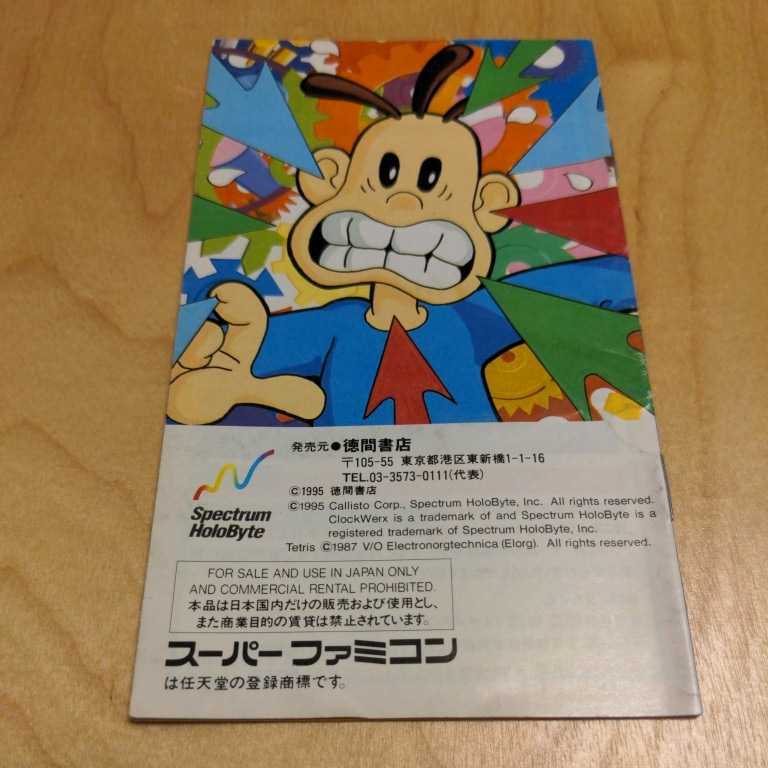 発売元●徳間書店
〒105-55 東京都港区東新橋1-1-16
TEL.03-3573-0111(代表)
©1995 徳間書店
©1995 Callisto Corp., Spectrum HoloByte, Inc. All rights reserved.
ClockWerx is a trademark of and Spectrum HoloByte is a
registered trademark of Spectrum HoloByte, Inc.
Tetris ©1987 V/O Electronorgtechnica (Elorg). All rights reserved.
Spectrum
HoloByte
FOR SALE AND USE IN JAPAN ONLY
AND COMMERCIAL RENTAL PROHIBITED.
本品は日本国内だけの販売および使用とし、
また商業目的の賃貸は禁止されています。
スーパーファミコン
は任天堂の登録商標です。